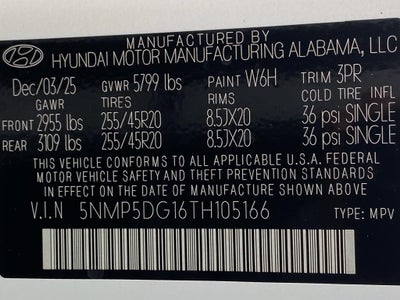 MANUFACTURED BY
HYUNDAI MOTOR MANUFACTURING ALABAMA, LLC
Dec/03/25 GVWR 5799 lbs PAINT W6H TRIM 3PR
GAWR TIRES RIMS COLD TIRE INFL
FRONT 2955 lbs 255/45R20 8.5JX20 36 psi SINGLE
REAR 3109 lbs 255/45R20 8.5JX20 36 psi SINGLE
THIS VEHICLE CONFORMS TO ALL APPLICABLE U.S.A. FEDERAL
MOTOR VEHICLE SAFETY AND THEFT PREVENTION STANDARDS
IN EFFECT ON THE DATE OF MANUFACTURE SHOWN ABOVE.
V.I.N 5NMP5DG16TH105166 TYPE: MPV